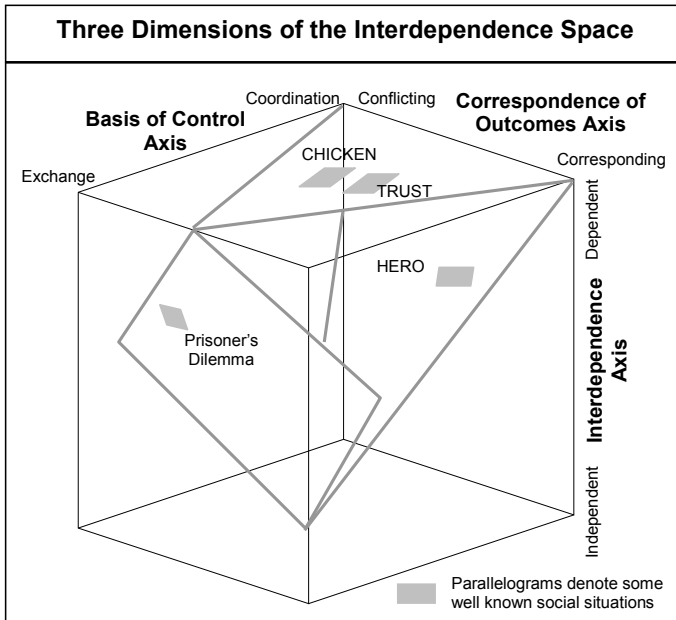 Three Dimensions of the Interdependence Space
Coordination
Conflicting
Correspondence of
Outcomes Axis
Basis of Control
Axis
CHICKEN
Corresponding
Exchange
TRUST
Dependent
HERO
Prisoner's
Dilemma
Interdependence
Axis
Independent
Parallelograms denote some
well known social situations